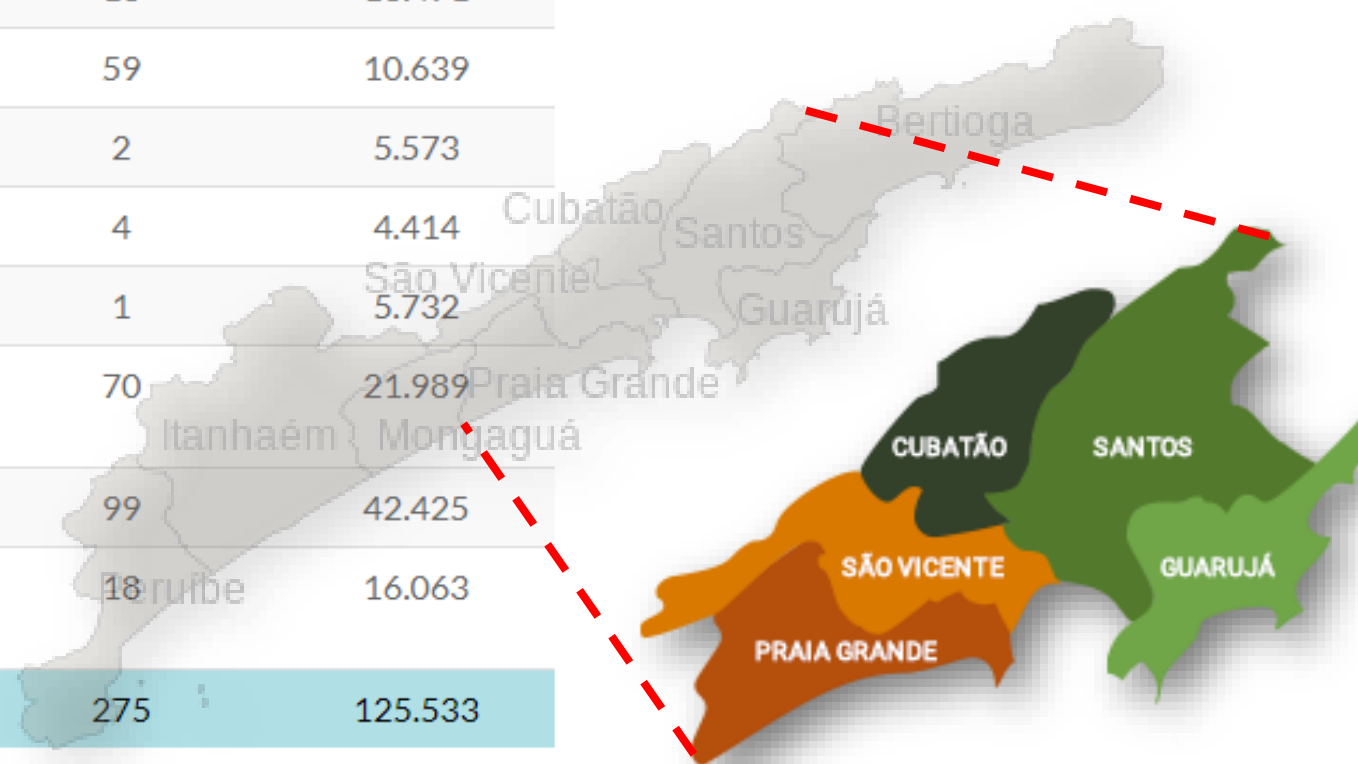 59 10.639
2 5.573
4 4.414
1 5.732
70 21.989
99 42.425
18 16.063
275 125.533
Bertioga
Cubatão
Santos
São Vicente
Guarujá
Praia Grande
Itanhaém
Mongaguá
Peruíbe
CUBATÃO
SANTOS
SÃO VICENTE
GUARUJÁ
PRAIA GRANDE